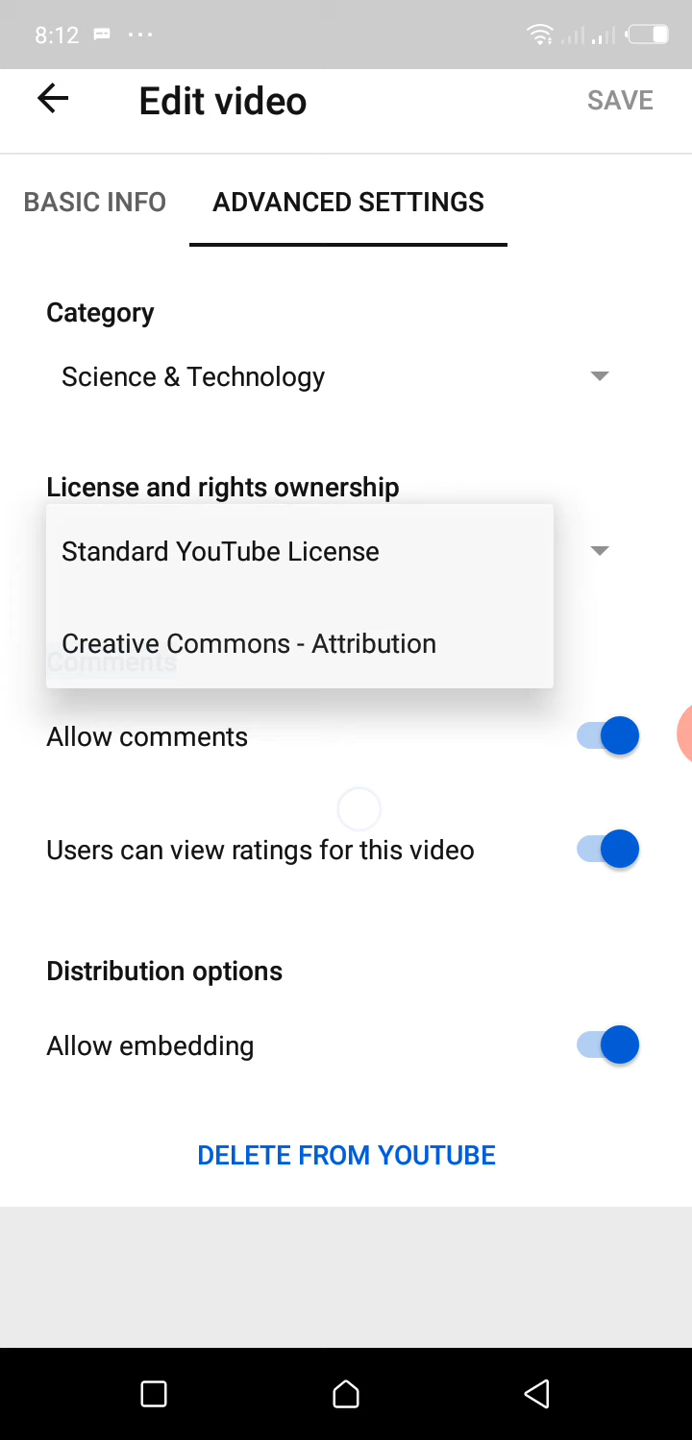 8:12
Edit video
SAVE
BASIC INFO
ADVANCED SETTINGS
Category
Science & Technology
License and rights ownership
Standard YouTube License
Creative Commons - Attribution
Comments
Allow comments
Users can view ratings for this video
Distribution options
Allow embedding
DELETE FROM YOUTUBE